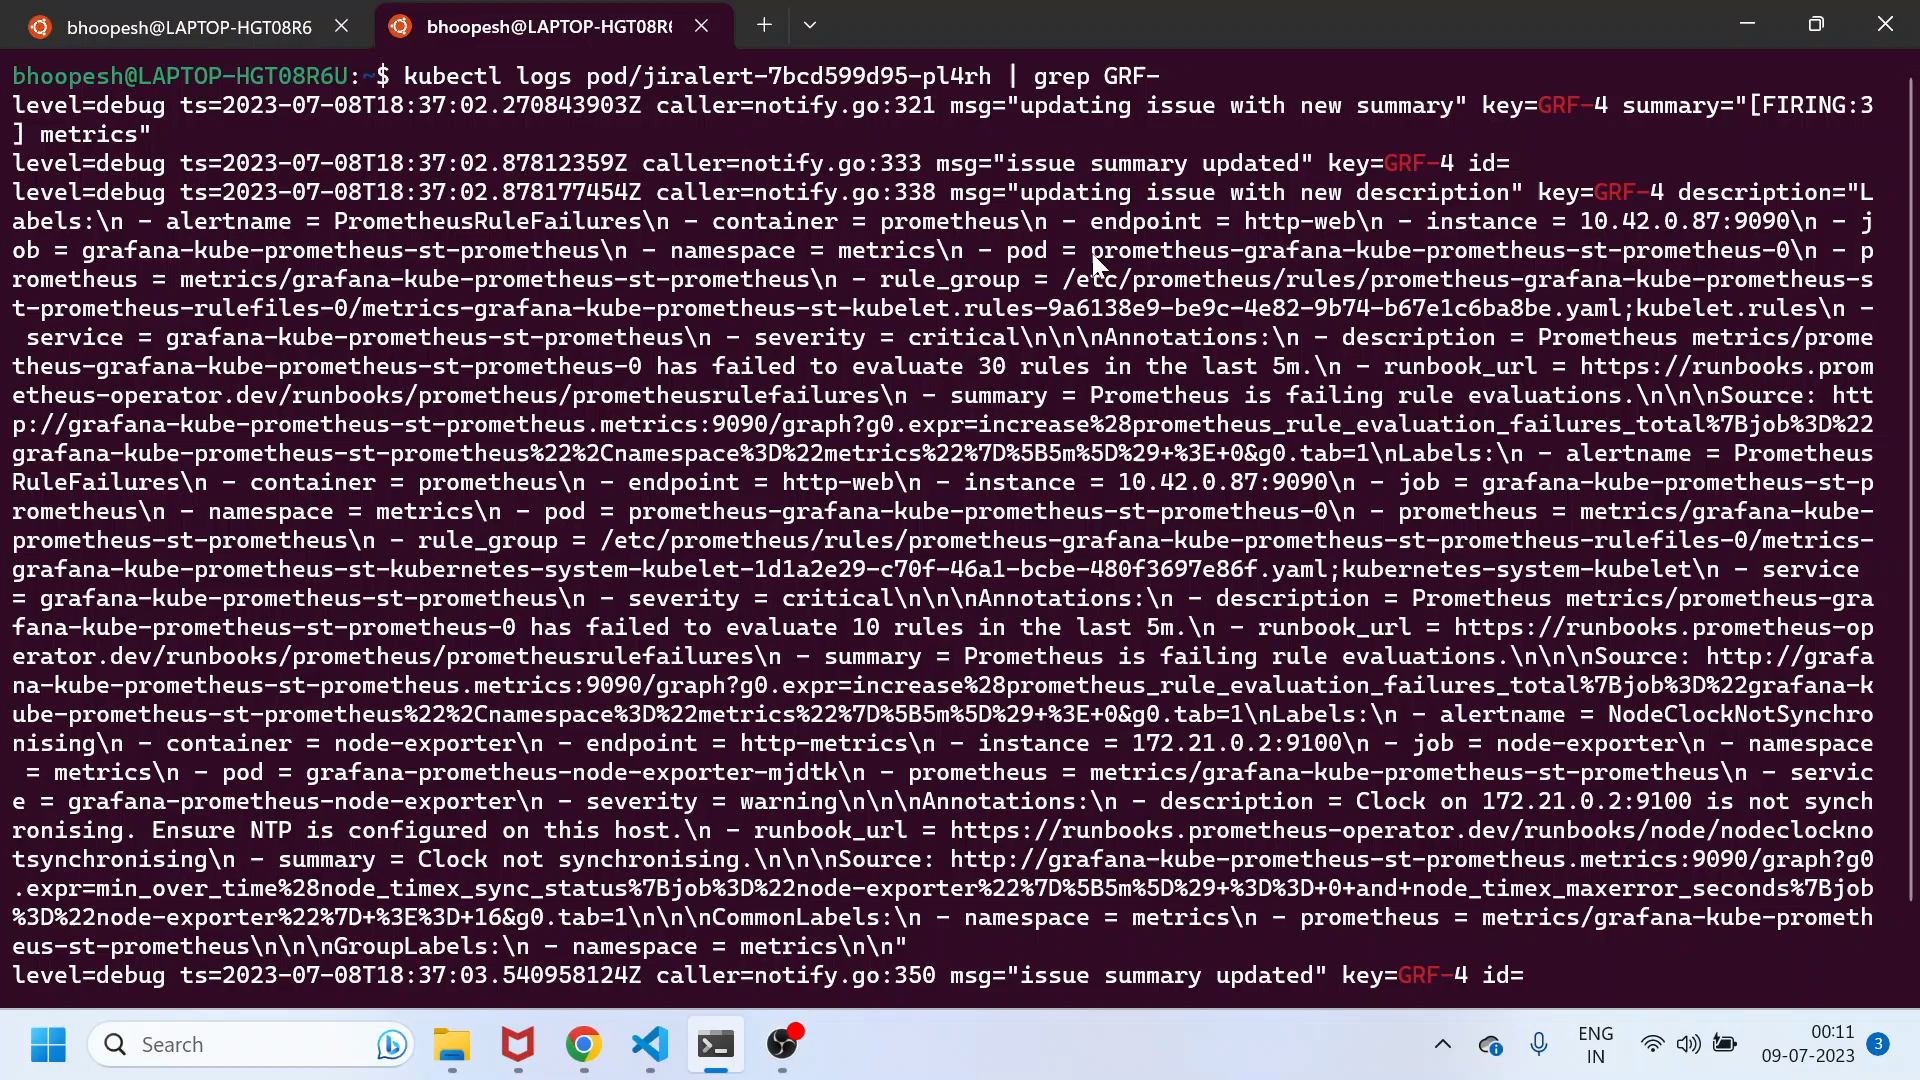 bhoopesh@LAPTOP-HGT08R6
bhoopesh@LAPTOP-HGT08R6
bhoopesh@LAPTOP-HGT08R6U:~$ kubectl logs pod/jiralert-7bcd599d95-pl4rh | grep GRF-
level=debug ts=2023-07-08T18:37:02.270843903Z caller=notify.go:321 msg="updating issue with new summary" key=GRF-4 summary="[FIRING:3
] metrics"
level=debug ts=2023-07-08T18:37:02.87812359Z caller=notify.go:333 msg="issue summary updated" key=GRF-4 id=
level=debug ts=2023-07-08T18:37:02.878177454Z caller=notify.go:338 msg="updating issue with new description" key=GRF-4 description="L
abels:\n - alertname = PrometheusRuleFailures\n - container = prometheus\n - endpoint = http-web\n - instance = 10.42.0.87:9090\n - j
ob = grafana-kube-prometheus-st-prometheus\n - namespace = metrics\n - pod = prometheus-grafana-kube-prometheus-st-prometheus-0\n - p
rometheus = metrics/grafana-kube-prometheus-st-prometheus\n - rule_group = /etc/prometheus/rules/prometheus-grafana-kube-prometheus-s
t-prometheus-rulefiles-0/metrics-grafana-kube-prometheus-st-kubelet.rules-9a6138e9-be9c-4e82-9b74-b67e1c6ba8be.yaml;kubelet.rules\n -
 service = grafana-kube-prometheus-st-prometheus\n - severity = critical\n\n\nAnnotations:\n - description = Prometheus metrics/prome
theus-grafana-kube-prometheus-st-prometheus-0 has failed to evaluate 30 rules in the last 5m.\n - runbook_url = https://runbooks.prom
etheus-operator.dev/runbooks/prometheus/prometheusrulefailures\n - summary = Prometheus is failing rule evaluations.\n\n\nSource: htt
p://grafana-kube-prometheus-st-prometheus.metrics:9090/graph?g0.expr=increase%28prometheus_rule_evaluation_failures_total%7Bjob%3D%22
grafana-kube-prometheus-st-prometheus%22%2Cnamespace%3D%22metrics%22%7D%5B5m%5D%29+%3E+0&g0.tab=1\nLabels:\n - alertname = Prometheus
RuleFailures\n - container = prometheus\n - endpoint = http-web\n - instance = 10.42.0.87:9090\n - job = grafana-kube-prometheus-st-p
rometheus\n - namespace = metrics\n - pod = prometheus-grafana-kube-prometheus-st-prometheus-0\n - prometheus = metrics/grafana-kube-
prometheus-st-prometheus\n - rule_group = /etc/prometheus/rules/prometheus-grafana-kube-prometheus-st-prometheus-rulefiles-0/metrics-
grafana-kube-prometheus-st-kubernetes-system-kubelet-1d1a2e29-c70f-46a1-bcbe-480f3697e86f.yaml;kubernetes-system-kubelet\n - service
= grafana-kube-prometheus-st-prometheus\n - severity = critical\n\n\nAnnotations:\n - description = Prometheus metrics/prometheus-gra
fana-kube-prometheus-st-prometheus-0 has failed to evaluate 10 rules in the last 5m.\n - runbook_url = https://runbooks.prometheus-op
erator.dev/runbooks/prometheus/prometheusrulefailures\n - summary = Prometheus is failing rule evaluations.\n\n\nSource: http://grafa
na-kube-prometheus-st-prometheus.metrics:9090/graph?g0.expr=increase%28prometheus_rule_evaluation_failures_total%7Bjob%3D%22grafana-k
ube-prometheus-st-prometheus%22%2Cnamespace%3D%22metrics%22%7D%5B5m%5D%29+%3E+0&g0.tab=1\nLabels:\n - alertname = NodeClockNotSynchro
nising\n - container = node-exporter\n - endpoint = http-metrics\n - instance = 172.21.0.2:9100\n - job = node-exporter\n - namespace
 = metrics\n - pod = grafana-prometheus-node-exporter-mjdtk\n - prometheus = metrics/grafana-kube-prometheus-st-prometheus\n - servic
e = grafana-prometheus-node-exporter\n - severity = warning\n\n\nAnnotations:\n - description = Clock on 172.21.0.2:9100 is not synch
ronising. Ensure NTP is configured on this host.\n - runbook_url = https://runbooks.prometheus-operator.dev/runbooks/node/nodeclockno
tsynchronising\n - summary = Clock not synchronising.\n\n\nSource: http://grafana-kube-prometheus-st-prometheus.metrics:9090/graph?g0
.expr=min_over_time%28node_timex_sync_status%7Bjob%3D%22node-exporter%22%7D%5B5m%5D%29+%3D%3D+0+and+node_timex_maxerror_seconds%7Bjob
%3D%22node-exporter%22%7D+%3E%3D+16&g0.tab=1\n\n\nCommonLabels:\n - namespace = metrics\n - prometheus = metrics/grafana-kube-prometh
eus-st-prometheus\n\n\nGroupLabels:\n - namespace = metrics\n\n"
level=debug ts=2023-07-08T18:37:03.540958124Z caller=notify.go:350 msg="issue summary updated" key=GRF-4 id=
Search
ENG
IN
00:11
09-07-2023
3